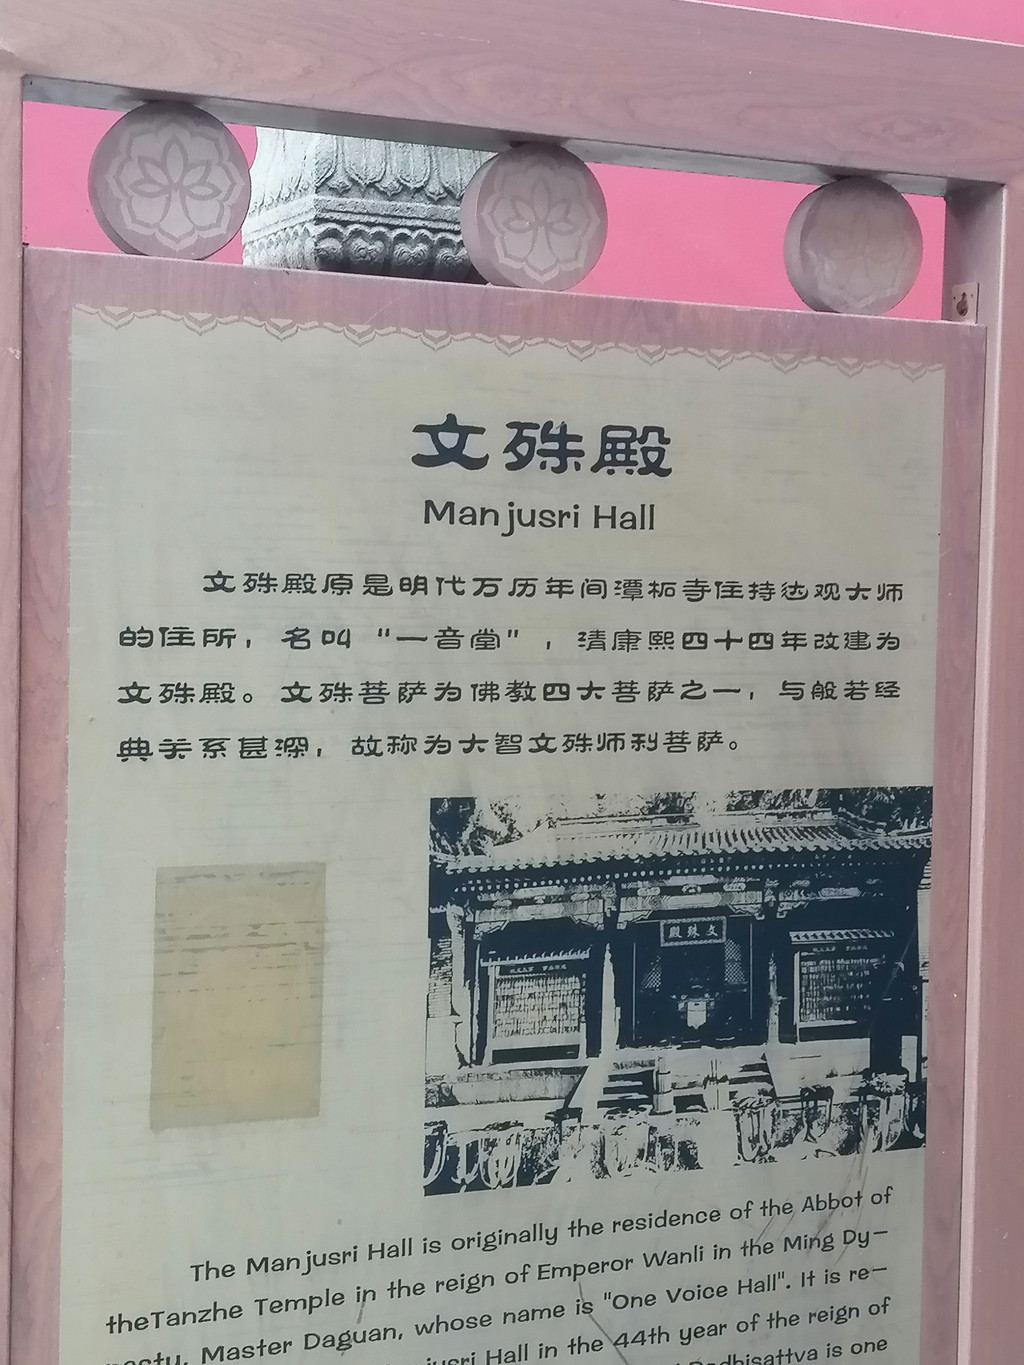 文殊殿
Manjusri Hall
文殊殿原是明代万历年间潭柘寺住持达观大师
的住所，名叫“一音堂”，清康熙四十四年改建为
文殊殿。文殊菩萨为佛教四大菩萨之一，与般若经
典关系甚深，故称为大智文殊师利菩萨。
殿殊文
The Manjusri Hall is originally the residence of the Abbot of
theTanzhe Temple in the reign of Emperor Wanli in the Ming Dy-
nasty, Master Daguan, whose name is "One Voice Hall". It is re-
jusri Hall in the 44th year of the reign of
Bodhisattva is one